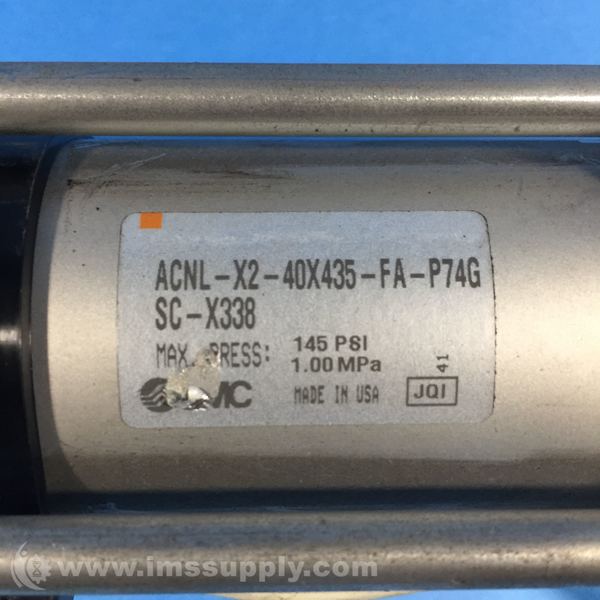 ACNL-X2-40X435-FA-P74G
SC-X338
MAX. PRESS: 145 PSI
1.00 MPa
SMC MADE IN USA JQI 41
www.imssupply.com